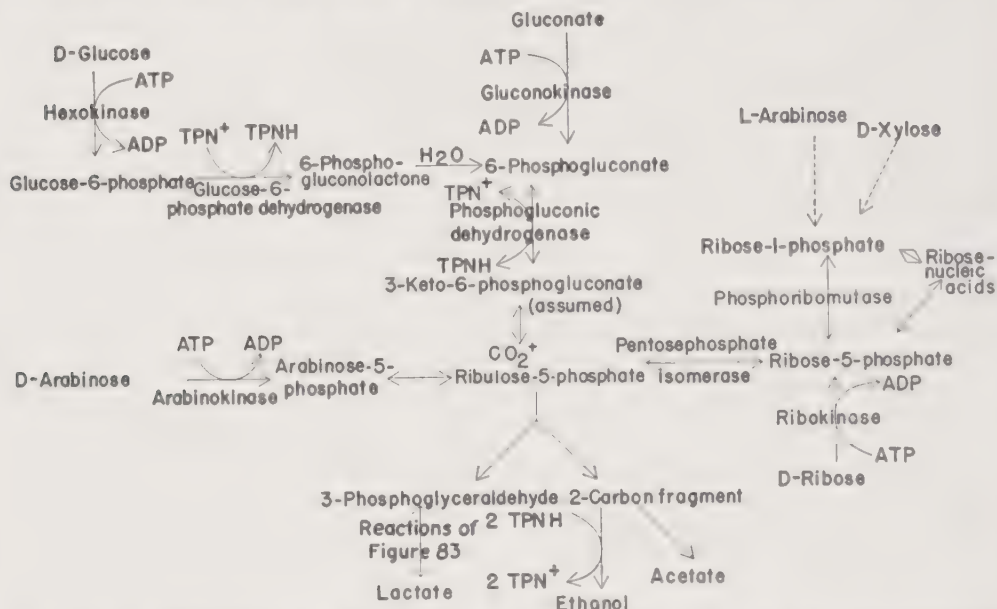 Gluconate
D-Glucose
ATP
ATP
Hexokinase
Gluconokinase
ADP
TPN+
TPNH
ADP
L-Arabinose
D-Xylose
Glucose-6-phosphate
6-Phospho-
gluconolactone
H2O
6-Phosphogluconate
Glucose-6-
phosphate dehydrogenase
TPN+
Phosphogluconic
dehydrogenase
TPNH
3-Keto-6-phosphogluconate
(assumed)
Ribose-1-phosphate
Ribose-
nucleic
acids
Phosphoribomutase
ATP
ADP
D-Arabinose
Arabinokinase
Arabinose-5-
phosphate
CO2+
Ribulose-5-phosphate
Pentosephosphate
isomerase
Ribose-5-phosphate
ADP
Ribokinase
ATP
D-Ribose
3-Phosphoglyceraldehyde
2-Carbon fragment
Reactions of
Figure 83
2 TPNH
2 TPN+
Lactate
Ethanol
Acetate